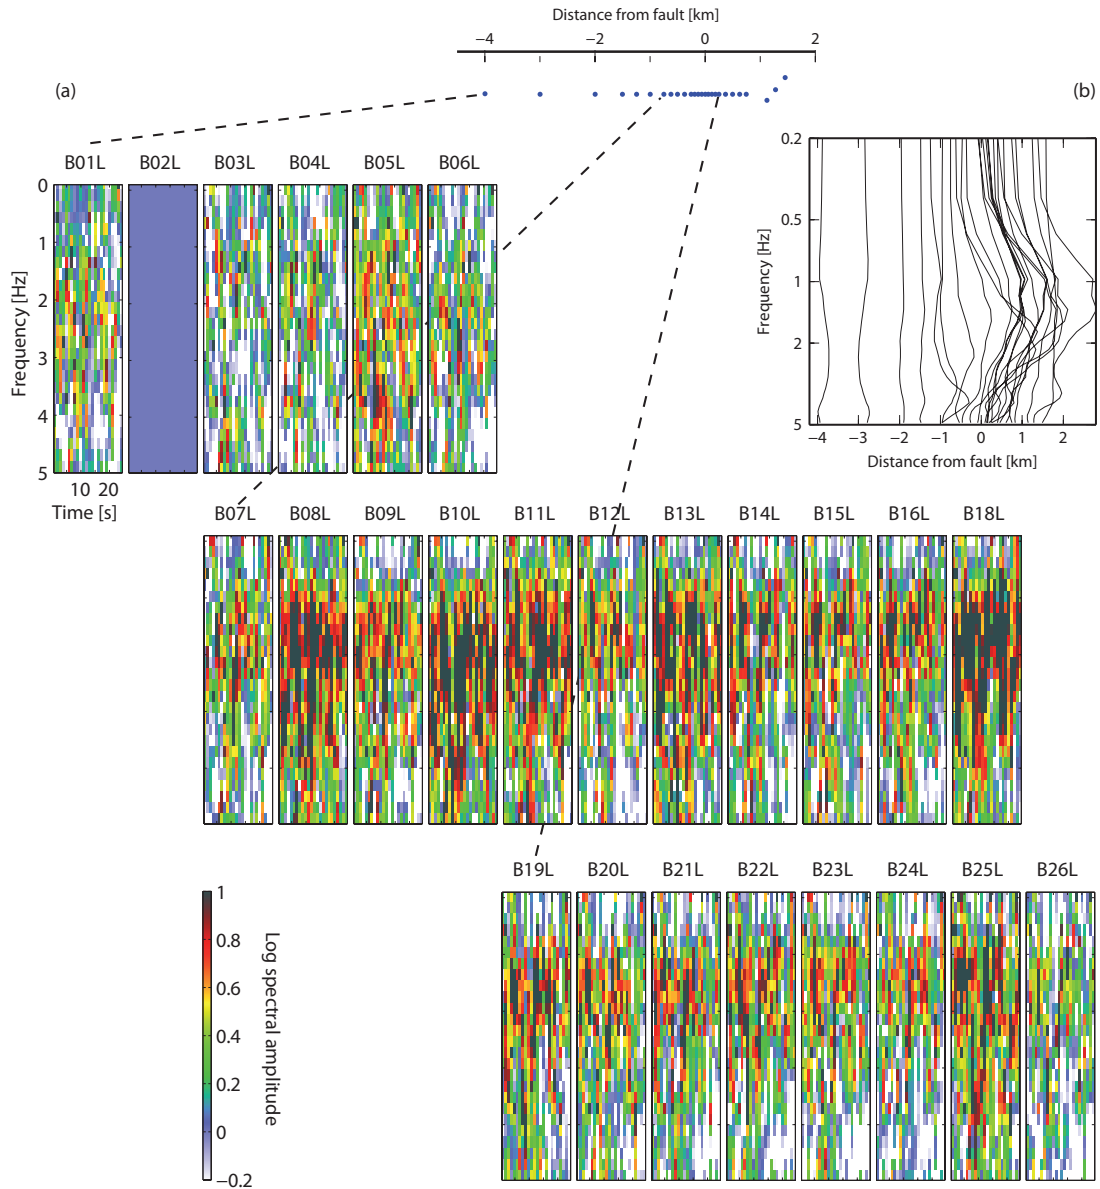 Distance from fault [km]
−4 −2 0 2
(a)
(b)
B01L B02L B03L B04L B05L B06L
0
1
2
3
4
5
Frequency [Hz]
10 20
Time [s]
0.2
0.5
1
2
5
Frequency [Hz]
−4 −3 −2 −1 0 1 2
Distance from fault [km]
B07L B08L B09L B10L B11L B12L B13L B14L B15L B16L B18L
B19L B20L B21L B22L B23L B24L B25L B26L
1
0.8
0.6
0.4
0.2
0
−0.2
Log spectral amplitude